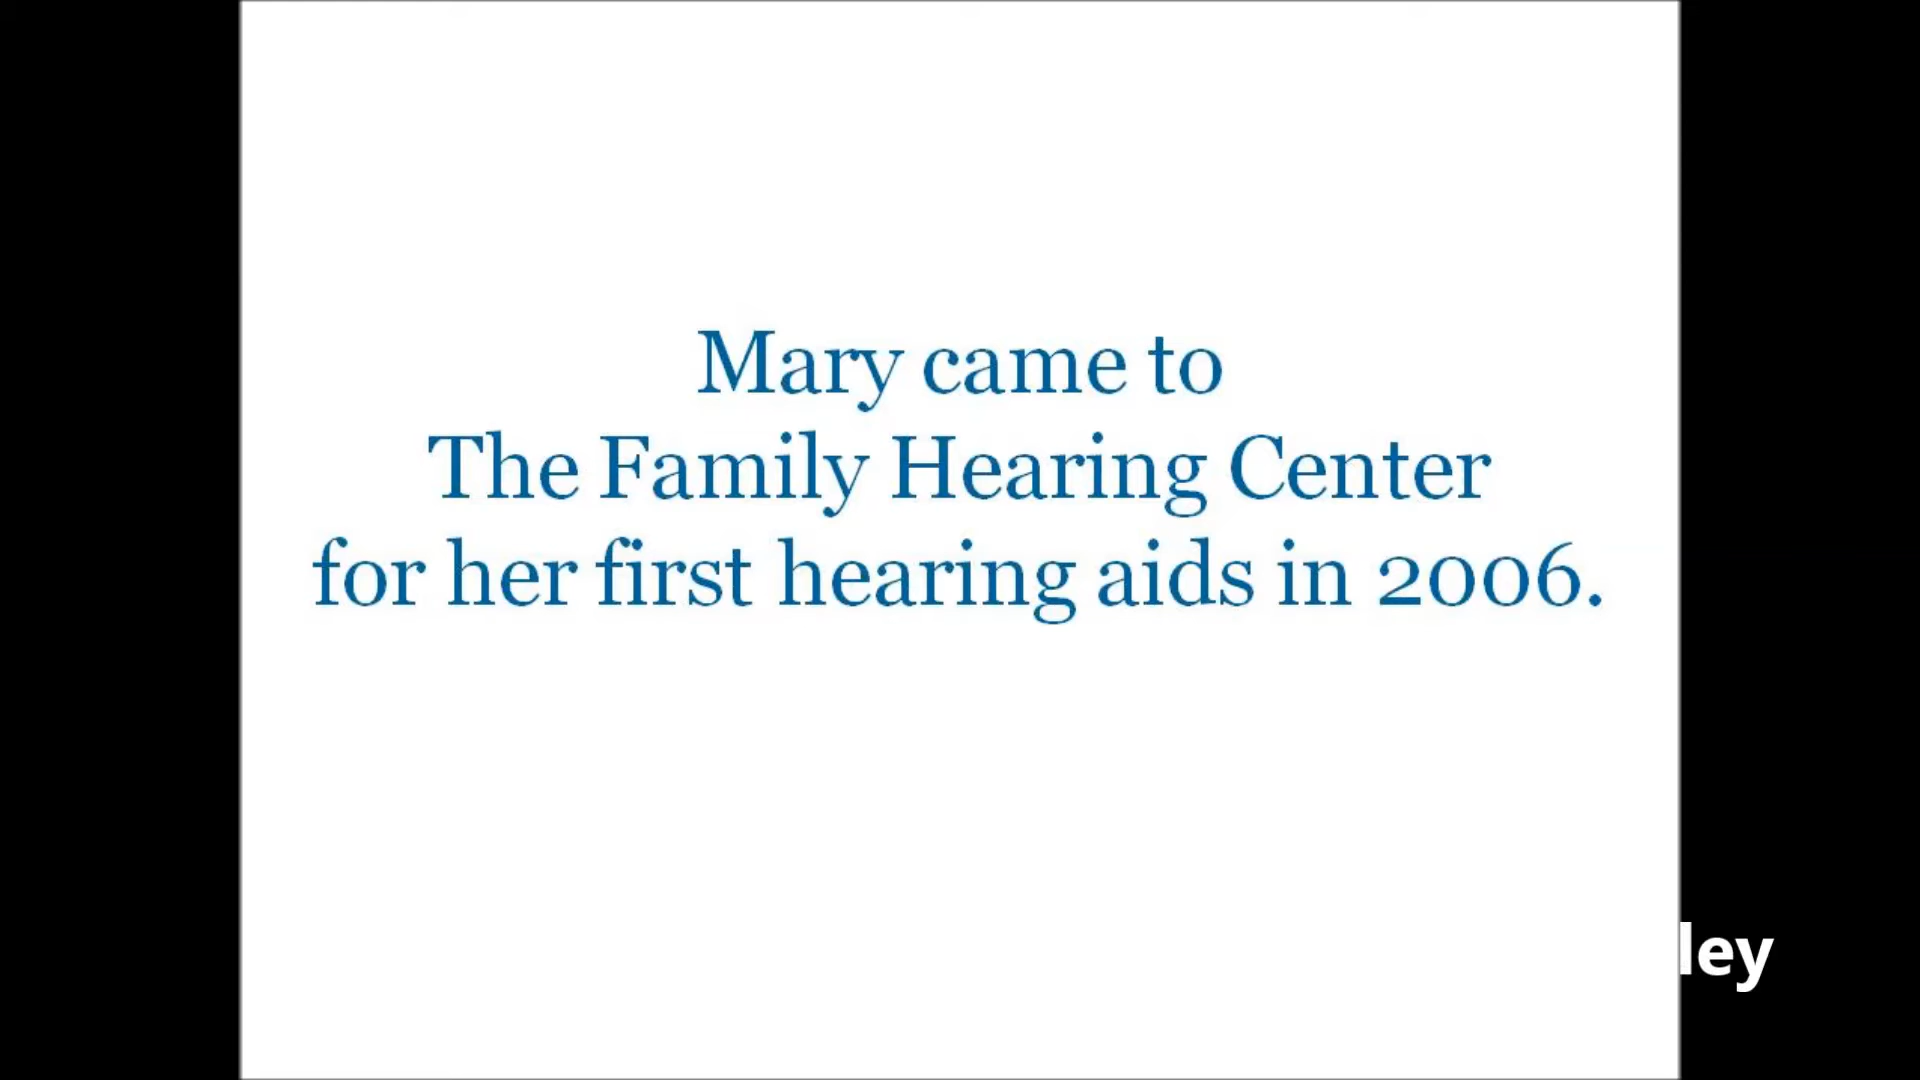 Mary came to
The Family Hearing Center
for her first hearing aids in 2006.
ley